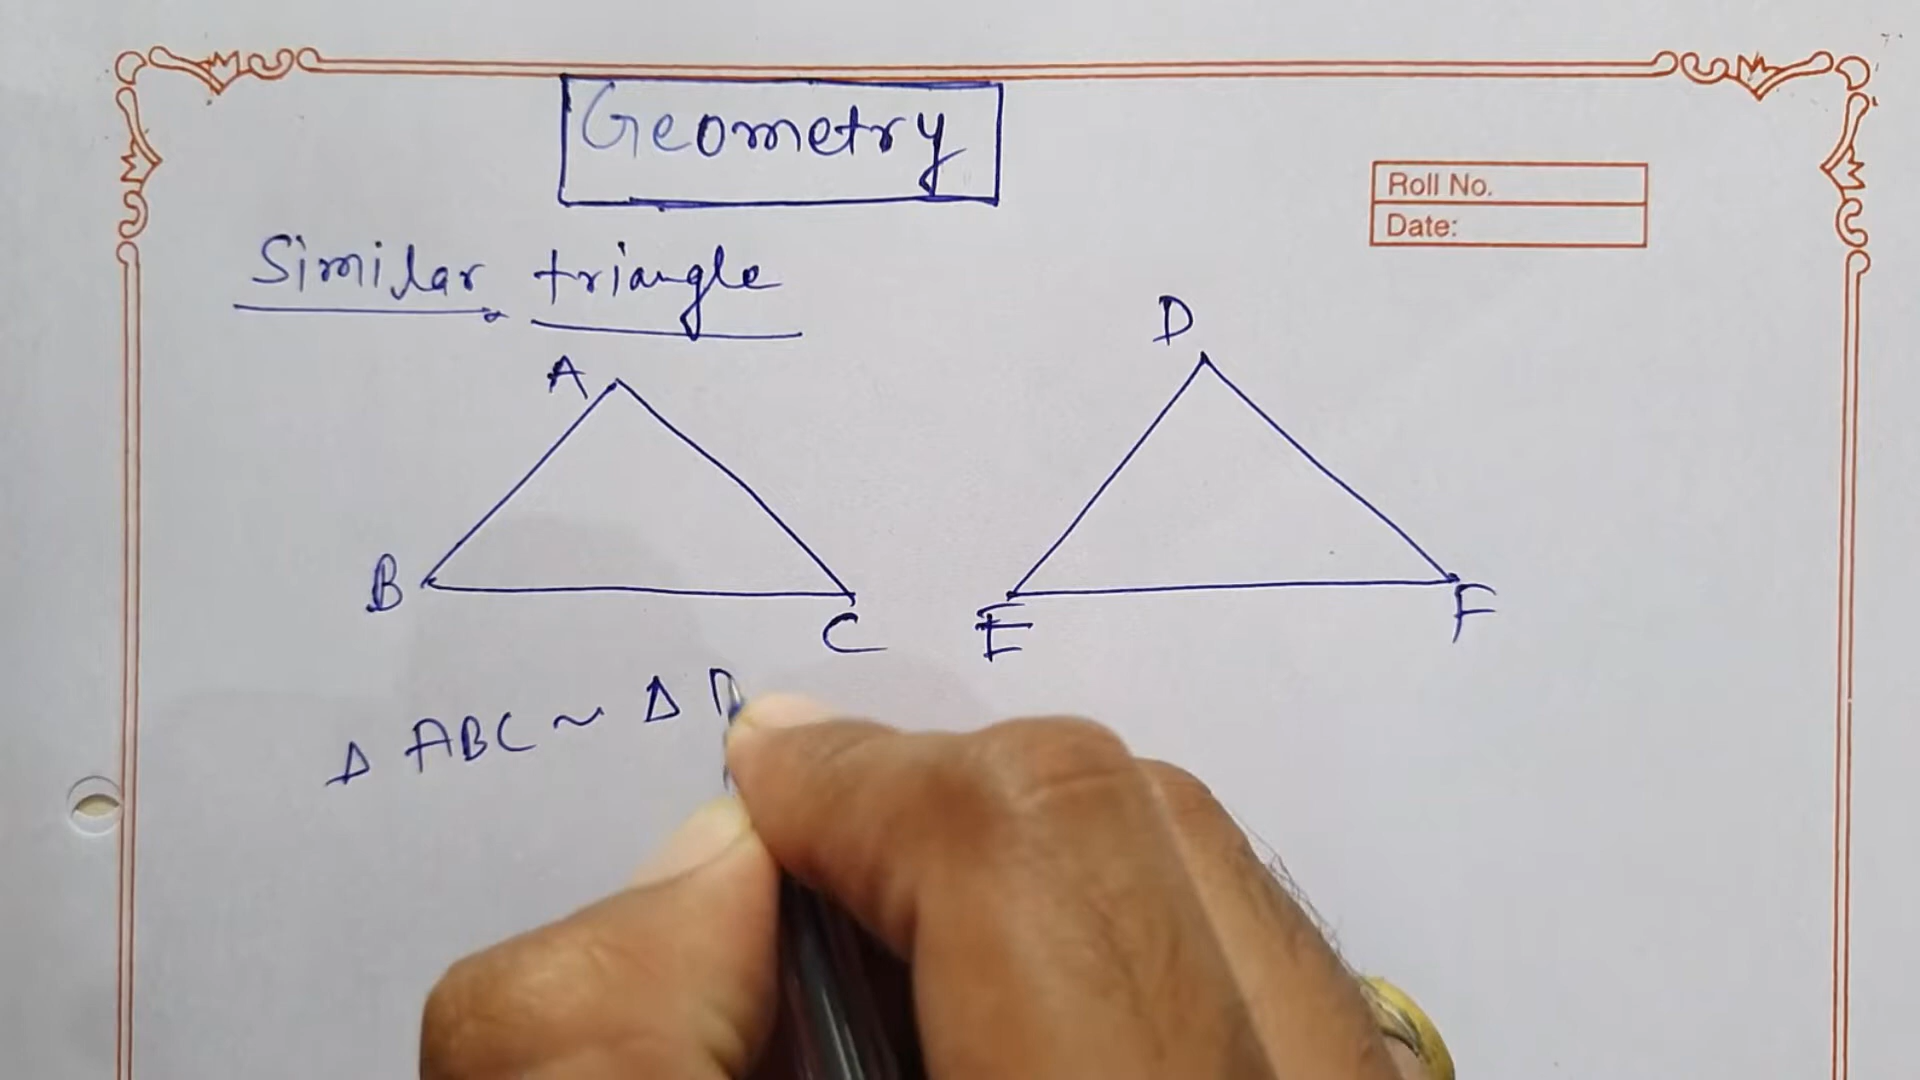 Geometry
Roll No.
Date:
Similar triangle
A
D
B
C
E
F
Δ ABC ~ Δ D